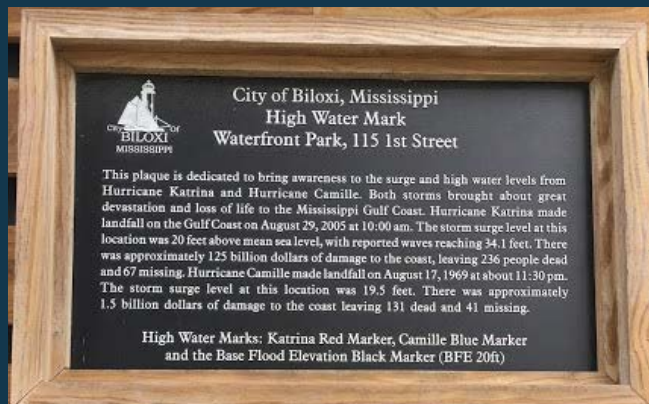 City of Biloxi, Mississippi
High Water Mark
Waterfront Park, 115 1st Street
City Of
BILOXI
MISSISSIPPI
This plaque is dedicated to bring awareness to the surge and high water levels from
Hurricane Katrina and Hurricane Camille. Both storms brought about great
devastation and loss of life to the Mississippi Gulf Coast. Hurricane Katrina made
landfall on the Gulf Coast on August 29, 2005 at 10:00 am. The storm surge level at this
location was 20 feet above mean sea level, with reported waves reaching 34.1 feet. There
was approximately 125 billion dollars of damage to the coast, leaving 236 people dead
and 67 missing. Hurricane Camille made landfall on August 17, 1969 at about 11:30 pm.
The storm surge level at this location was 19.5 feet. There was approximately
1.5 billion dollars of damage to the coast leaving 131 dead and 41 missing.
High Water Marks: Katrina Red Marker, Camille Blue Marker
and the Base Flood Elevation Black Marker (BFE 20ft)